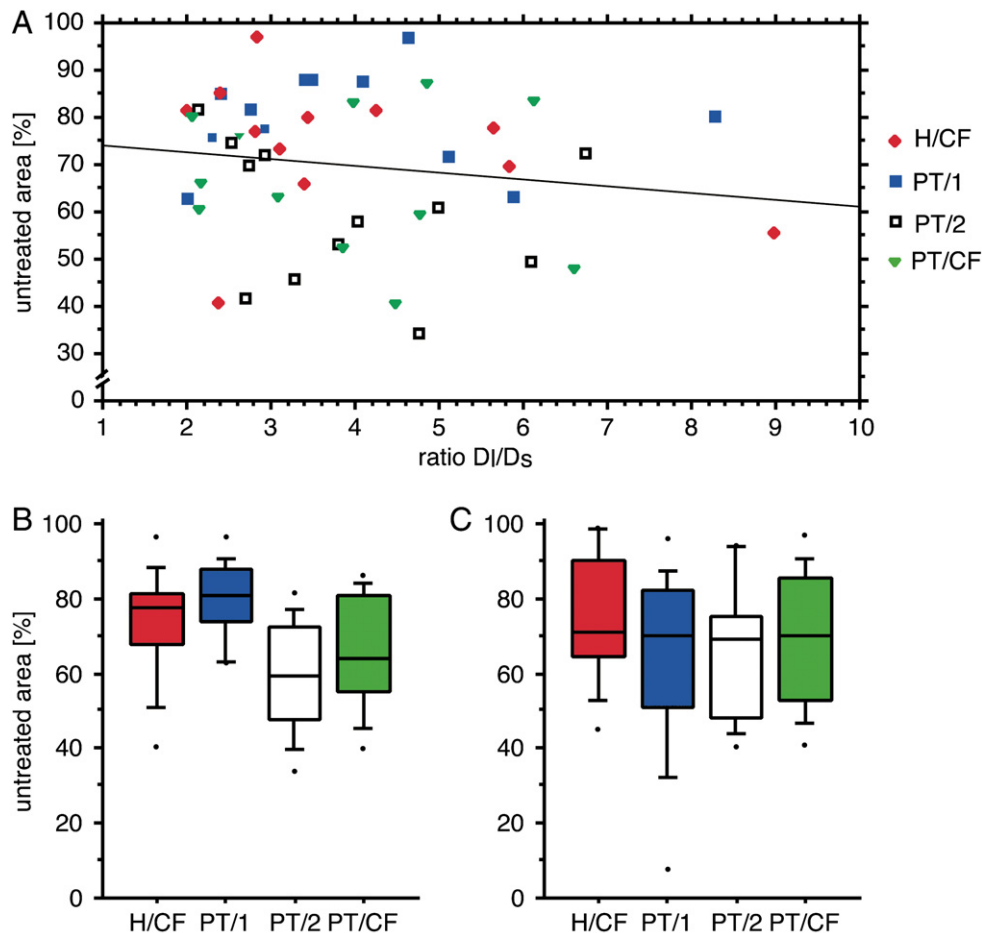 A
untreated area [%]
100
90
80
70
60
50
40
30
0
1 2 3 4 5 6 7 8 9 10
ratio Dl/Ds
H/CF
PT/1
PT/2
PT/CF
B
untreated area [%]
100
80
60
40
20
0
H/CF PT/1 PT/2 PT/CF
C
100
80
60
40
20
0
H/CF PT/1 PT/2 PT/CF